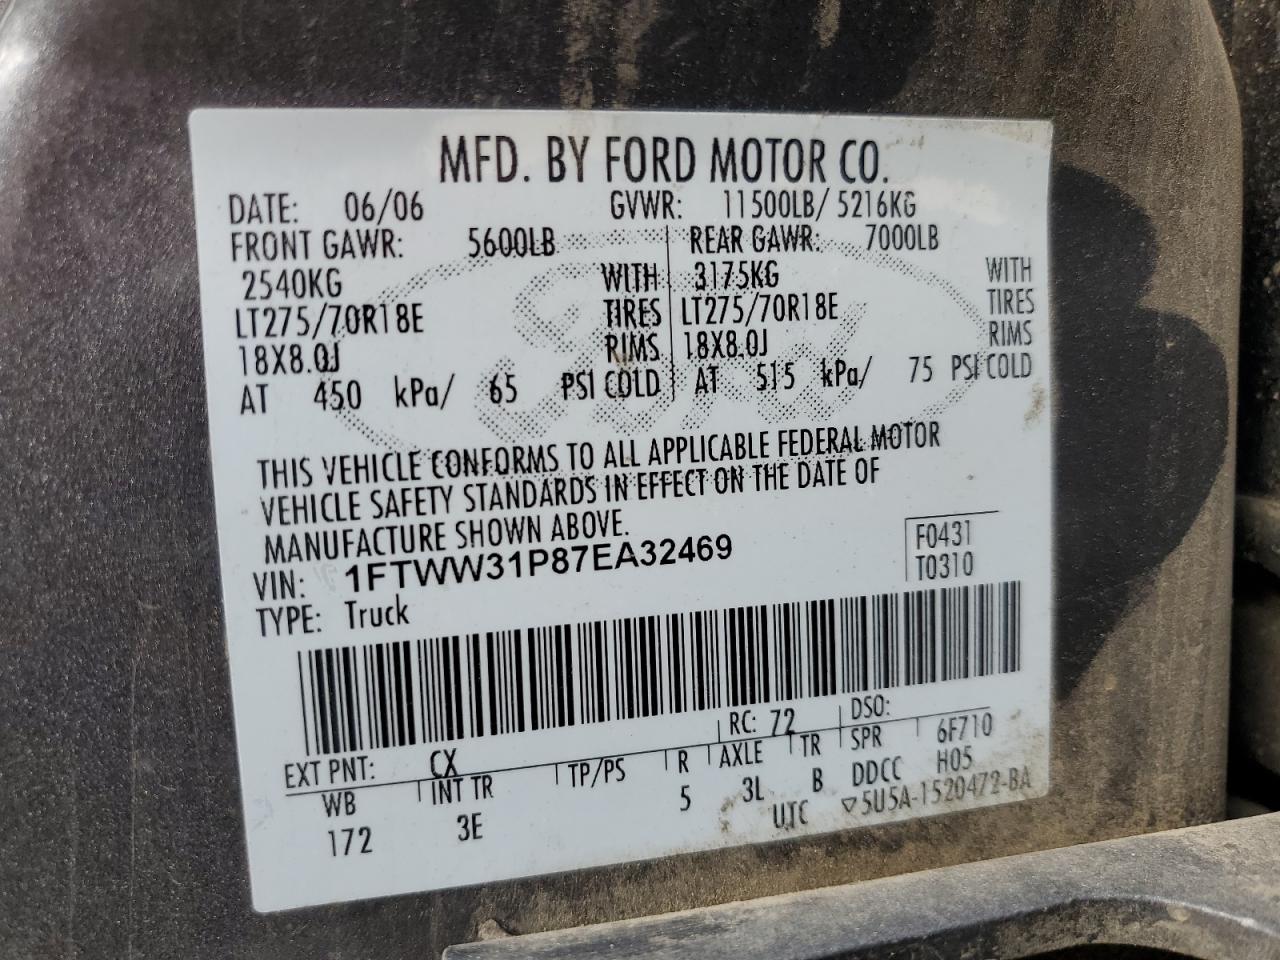 MFD. BY FORD MOTOR CO.
DATE: 06/06 GVWR: 11500LB/ 5216KG
FRONT GAWR: 5600LB REAR GAWR: 7000LB
2540KG WITH 3175KG WITH
LT275/70R18E TIRES LT275/70R18E TIRES
18X8.0J RIMS 18X8.0J RIMS
AT 450 kPa/ 65 PSI COLD AT 515 kPa/ 75 PSI COLD
THIS VEHICLE CONFORMS TO ALL APPLICABLE FEDERAL MOTOR
VEHICLE SAFETY STANDARDS IN EFFECT ON THE DATE OF
MANUFACTURE SHOWN ABOVE.
VIN: 1FTWW31P87EA32469
F0431
TYPE: Truck
T0310
EXT PNT: CX RC: 72 DSO:
WB INT TR TP/PS R AXLE TR SPR 6F710
172 3E 5 3L B DDCC H05
UTC ▽5U5A-1520472-BA